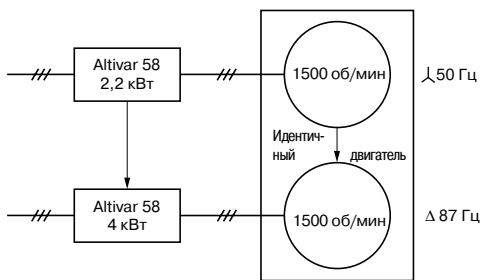 Altivar 58
2,2 кВт
1500 об/мин
⅄50 Гц
Идентич-
ный двигатель
Altivar 58
4 кВт
1500 об/мин
Δ 87 Гц